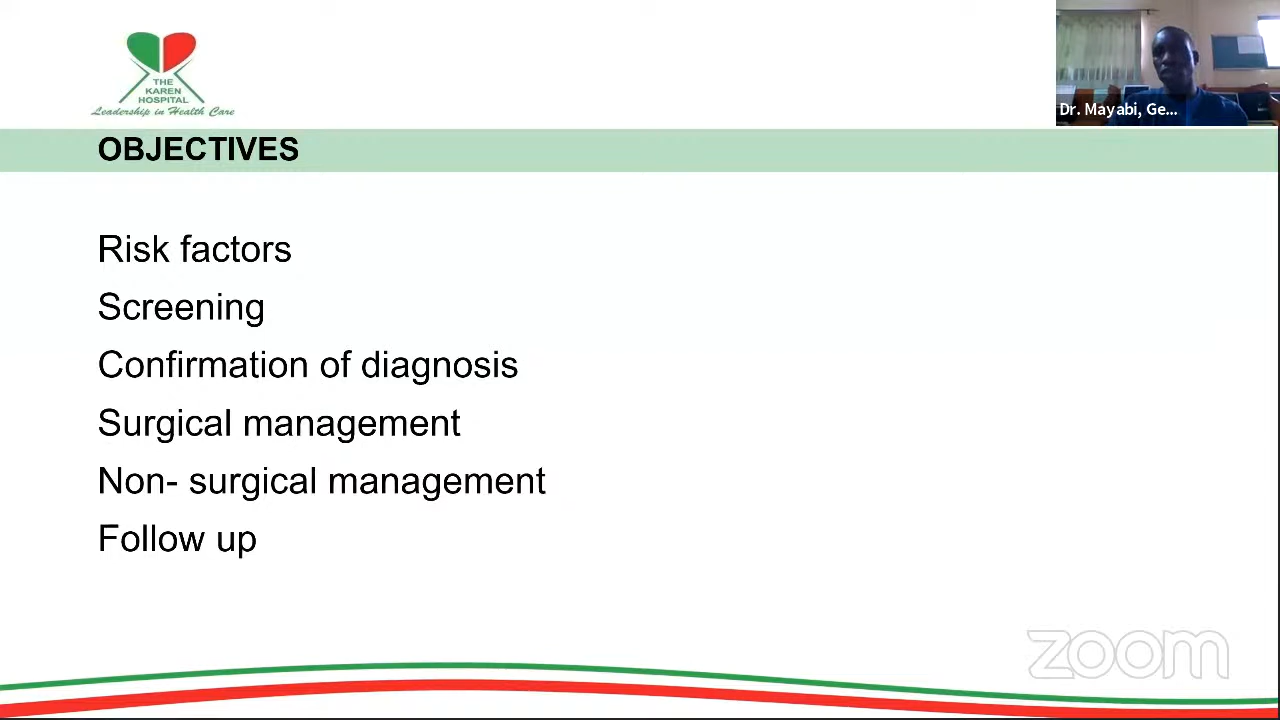 THE
KAREN
HOSPITAL
Leadership in Health Care
Dr. Mayabi, Ge...
OBJECTIVES
Risk factors
Screening
Confirmation of diagnosis
Surgical management
Non- surgical management
Follow up
zoom